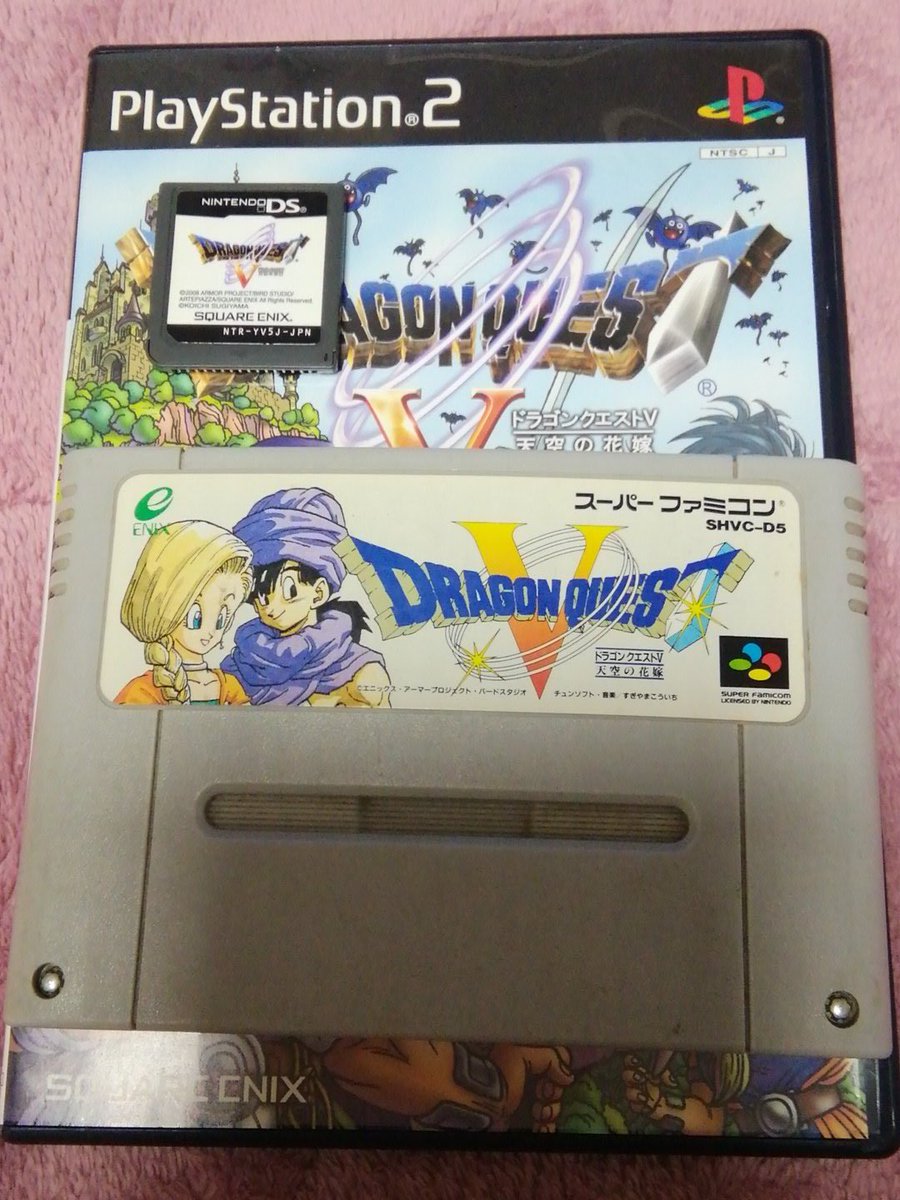 PlayStation®2
NTSC J
NINTENDO DS
DRAGON QUEST
V
©2008 ARMOR PROJECT/BIRD STUDIO/
ARTEPIAZZA/SQUARE ENIX All Rights Reserved.
©KOICHI SUGIYAMA
SQUARE ENIX.
NTR-YV5J-JPN
AGON QUEST
®
V
ドラゴンクエストV
天空の花嫁
ENIX
スーパーファミコン®
SHVC-D5
DRAGON QUEST
V
ドラゴンクエストV
天空の花嫁
©エニックス・アーマープロジェクト・バードスタジオ
チュンソフト・音楽/すぎやまこういち
SUPER FAMICOM
LICENSED BY NINTENDO
SQUARE ENIX